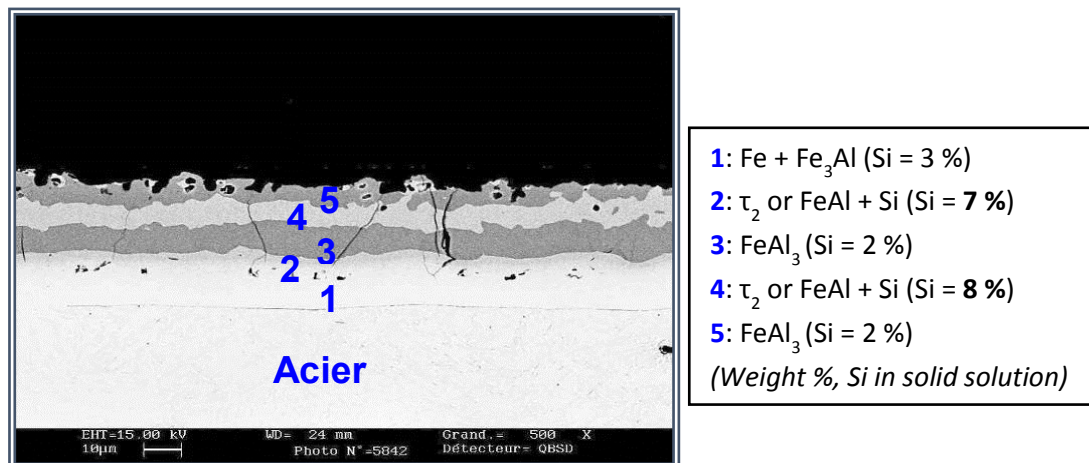 5
4
3
2
1
Acier
EHT=15.00 kV WD= 24 mm Grand.= 500 X
10µm Photo N°=5842 Détecteur= QBSD
1: Fe + Fe₃Al (Si = 3 %)
2: τ₂ or FeAl + Si (Si = 7 %)
3: FeAl₃ (Si = 2 %)
4: τ₂ or FeAl + Si (Si = 8 %)
5: FeAl₃ (Si = 2 %)
(Weight %, Si in solid solution)